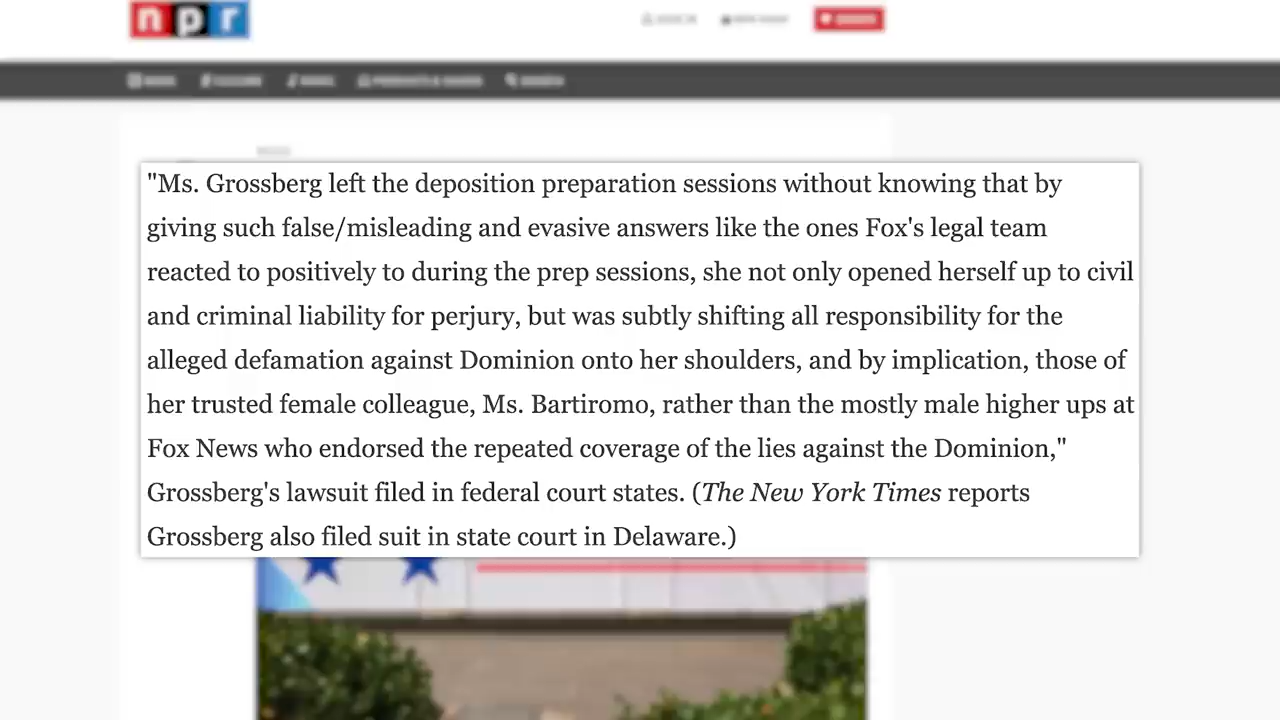 npr
"Ms. Grossberg left the deposition preparation sessions without knowing that by
giving such false/misleading and evasive answers like the ones Fox's legal team
reacted to positively to during the prep sessions, she not only opened herself up to civil
and criminal liability for perjury, but was subtly shifting all responsibility for the
alleged defamation against Dominion onto her shoulders, and by implication, those of
her trusted female colleague, Ms. Bartiromo, rather than the mostly male higher ups at
Fox News who endorsed the repeated coverage of the lies against the Dominion,"
Grossberg's lawsuit filed in federal court states. (The New York Times reports
Grossberg also filed suit in state court in Delaware.)